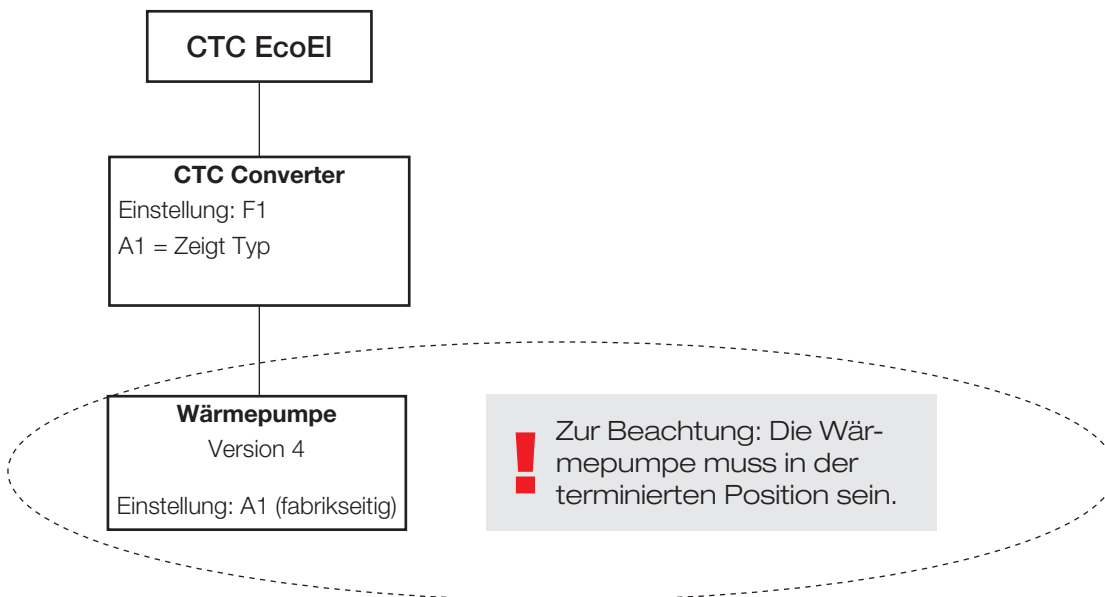 CTC EcoEl
CTC Converter
Einstellung: F1
A1 = Zeigt Typ
Wärmepumpe
Version 4
Einstellung: A1 (fabrikseitig)
! Zur Beachtung: Die Wär-
mepumpe muss in der
terminierten Position sein.